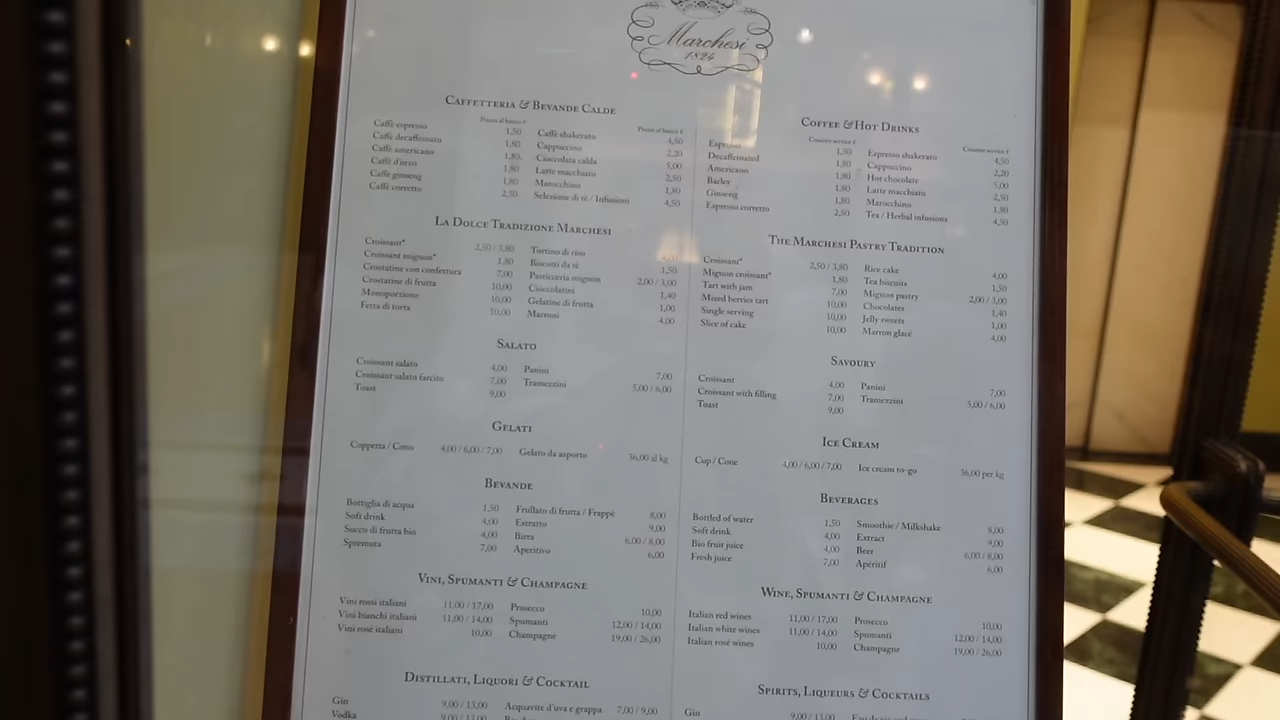 Marchesi
1824
CAFFETTERIA & BEVANDE CALDE
Prezzo al banco € Prezzo al banco €
Caffè espresso 1,50 Caffè shakerato 4,50
Caffè decaffeinato 1,80 Cappuccino 2,20
Caffè americano 1,80 Cioccolata calda 5,00
Caffè d'orzo 1,80 Latte macchiato 2,50
Caffè ginseng 1,80 Marocchino 1,80
Caffè corretto 2,50 Selezione di tè / Infusioni 4,50
LA DOLCE TRADIZIONE MARCHESI
Croissant* 2,50 / 3,80 Tortino di riso
Croissant mignon* 1,80 Biscotti da tè 1,50
Crostatine con confettura 7,00 Pasticceria mignon 2,00 / 3,00
Crostatine di frutta 10,00 Cioccolatini 1,40
Monoporzione 10,00 Gelatine di frutta 1,00
Fetta di torta 10,00 Marroni 4,00
SALATO
Croissant salato 4,00 Panini 7,00
Croissant salato farcito 7,00 Tramezzini 5,00 / 6,00
Toast 9,00
GELATI
Coppetta / Cono 4,00 / 6,00 / 7,00 Gelato da asporto 36,00 al kg
BEVANDE
Bottiglia di acqua 1,50 Frullato di frutta / Frappè 8,00
Soft drink 4,00 Estratto 9,00
Succo di frutta bio 4,00 Birra 6,00 / 8,00
Spremuta 7,00 Aperitivo 6,00
VINI, SPUMANTI & CHAMPAGNE
Vini rossi italiani 11,00 / 17,00 Prosecco 10,00
Vini bianchi italiani 11,00 / 14,00 Spumanti 12,00 / 14,00
Vini rosé italiani 10,00 Champagne 19,00 / 26,00
DISTILLATI, LIQUORI & COCKTAIL
Gin 9,00 / 13,00 Acquavite d'uva e grappa 7,00 / 9,00
Vodka 9,00 / 13,00
COFFEE & HOT DRINKS
Counter service € Counter service €
Espresso 1,50 Espresso shakerato 4,50
Decaffeinated 1,80 Cappuccino 2,20
Americano 1,80 Hot chocolate 5,00
Barley 1,80 Latte macchiato 2,50
Ginseng 1,80 Marocchino 1,80
Espresso corretto 2,50 Tea / Herbal infusions 4,50
THE MARCHESI PASTRY TRADITION
Croissant* 2,50 / 3,80 Rice cake 4,00
Mignon croissant* 1,80 Tea biscuits 1,50
Tart with jam 7,00 Mignon pastry 2,00 / 3,00
Mixed berries tart 10,00 Chocolates 1,40
Single serving 10,00 Jelly sweets 1,00
Slice of cake 10,00 Marron glacé 4,00
SAVOURY
Croissant 4,00 Panini 7,00
Croissant with filling 7,00 Tramezzini 5,00 / 6,00
Toast 9,00
ICE CREAM
Cup / Cone 4,00 / 6,00 / 7,00 Ice cream to-go 36,00 per kg
BEVERAGES
Bottled of water 1,50 Smoothie / Milkshake 8,00
Soft drink 4,00 Extract 9,00
Bio fruit juice 4,00 Beer 6,00 / 8,00
Fresh juice 7,00 Apéritif 6,00
WINE, SPUMANTI & CHAMPAGNE
Italian red wines 11,00 / 17,00 Prosecco 10,00
Italian white wines 11,00 / 14,00 Spumanti 12,00 / 14,00
Italian rosé wines 10,00 Champagne 19,00 / 26,00
SPIRITS, LIQUEURS & COCKTAILS
Gin 9,00 / 13,00